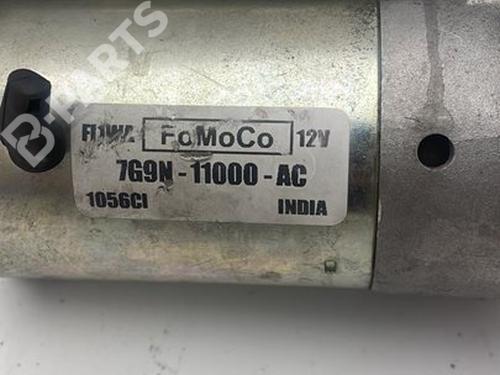 B-PARTS
FoMoCo 12V
7G9N-11000-AC
1056CI INDIA